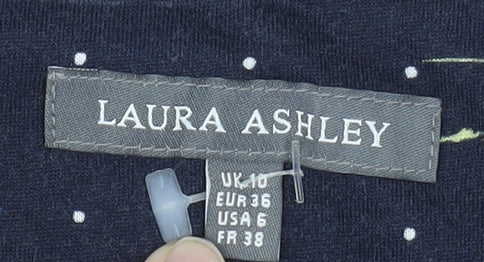 LAURA ASHLEY
UK 10
EUR 36
USA 6
FR 38